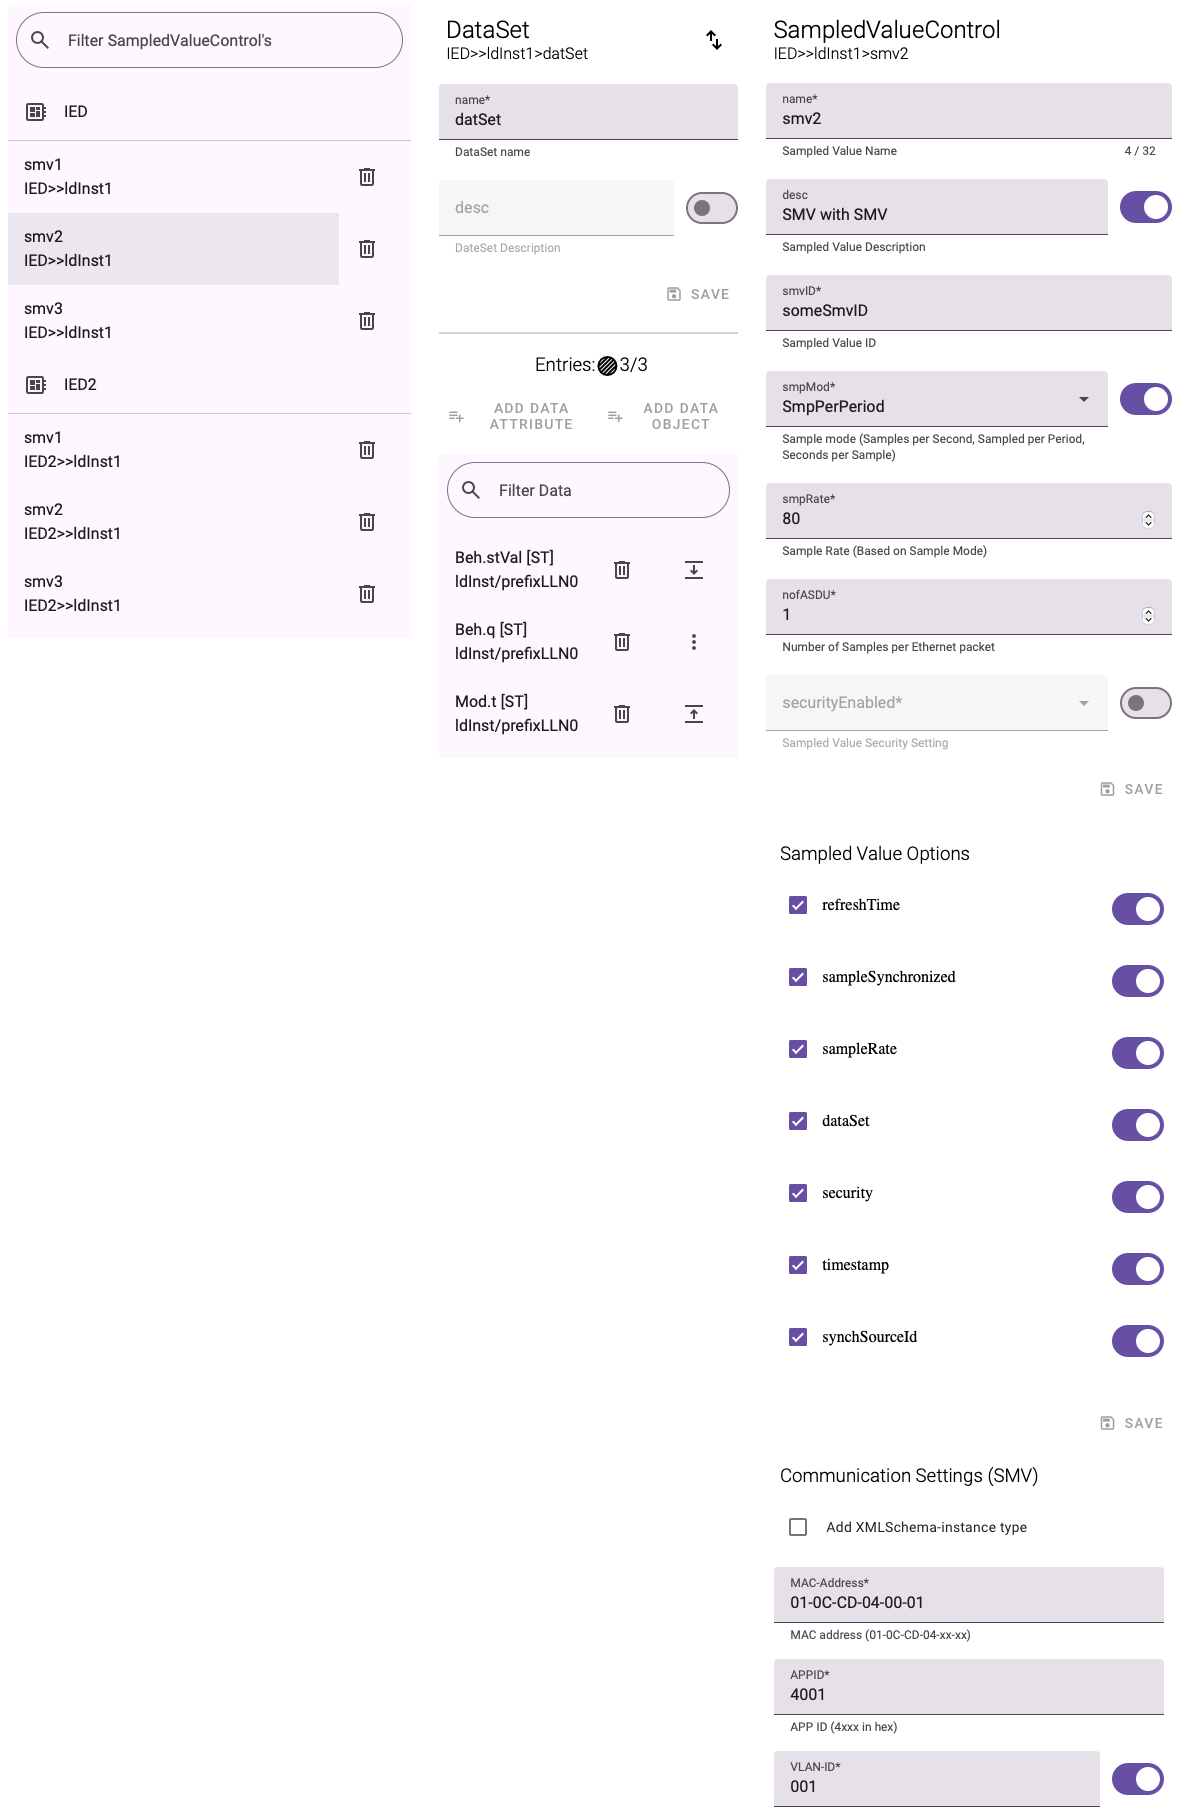 Filter SampledValueControl's
IED
smv1
IED>>ldInst1
smv2
IED>>ldInst1
smv3
IED>>ldInst1
IED2
smv1
IED2>>ldInst1
smv2
IED2>>ldInst1
smv3
IED2>>ldInst1
DataSet
IED>>ldInst1>datSet
name*
datSet
DataSet name
desc
DateSet Description
SAVE
Entries: 3/3
ADD DATA
ATTRIBUTE
ADD DATA
OBJECT
Filter Data
Beh.stVal [ST]
ldInst/prefixLLN0
Beh.q [ST]
ldInst/prefixLLN0
Mod.t [ST]
ldInst/prefixLLN0
SampledValueControl
IED>>ldInst1>smv2
name*
smv2
Sampled Value Name 4 / 32
desc
SMV with SMV
Sampled Value Description
smvID*
someSmvID
Sampled Value ID
smpMod*
SmpPerPeriod
Sample mode (Samples per Second, Sampled per Period,
Seconds per Sample)
smpRate*
80
Sample Rate (Based on Sample Mode)
nofASDU*
1
Number of Samples per Ethernet packet
securityEnabled*
Sampled Value Security Setting
SAVE
Sampled Value Options
refreshTime
sampleSynchronized
sampleRate
dataSet
security
timestamp
synchSourceId
SAVE
Communication Settings (SMV)
Add XMLSchema-instance type
MAC-Address*
01-0C-CD-04-00-01
MAC address (01-0C-CD-04-xx-xx)
APPID*
4001
APP ID (4xxx in hex)
VLAN-ID*
001